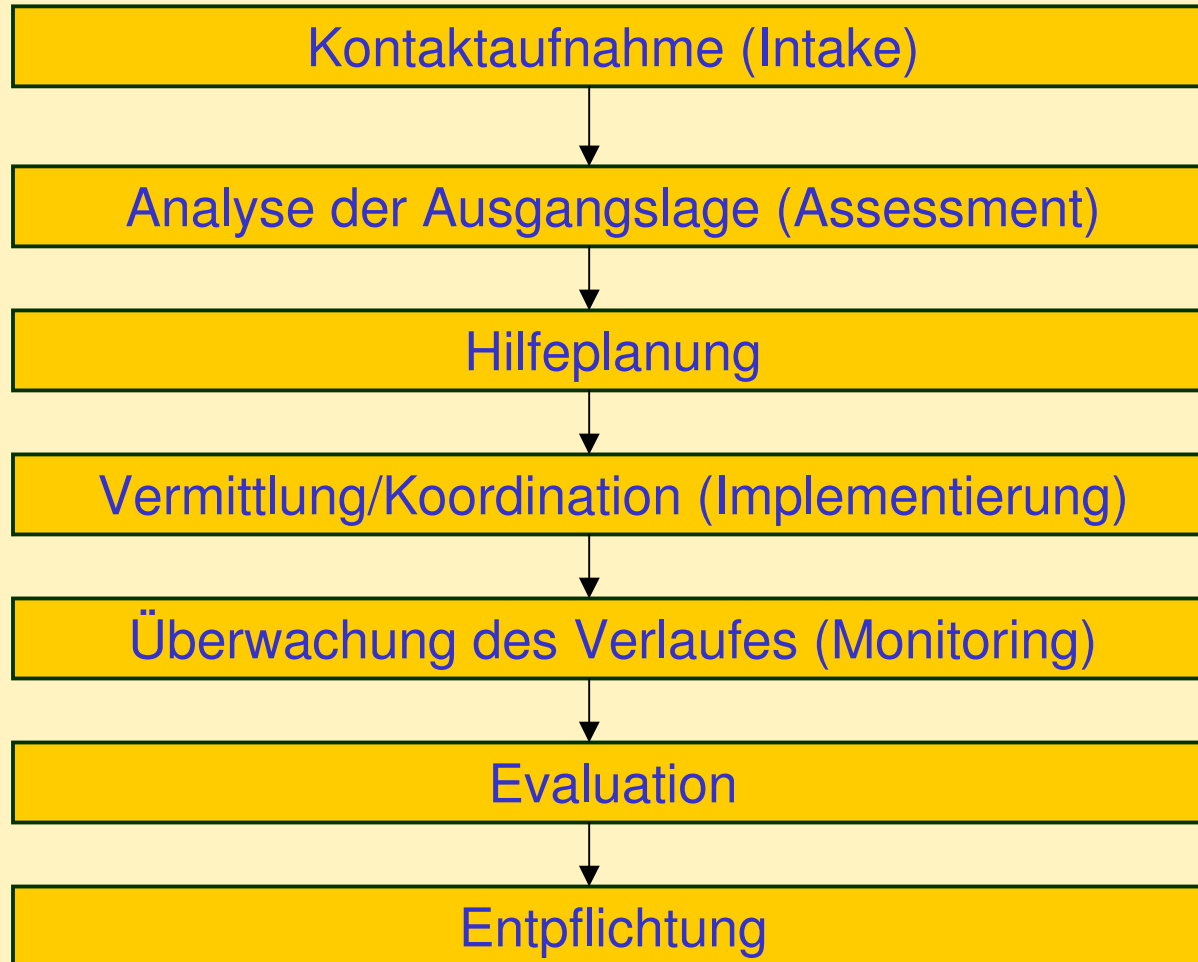 Kontaktaufnahme (Intake)
Analyse der Ausgangslage (Assessment)
Hilfeplanung
Vermittlung/Koordination (Implementierung)
Überwachung des Verlaufes (Monitoring)
Evaluation
Entpflichtung